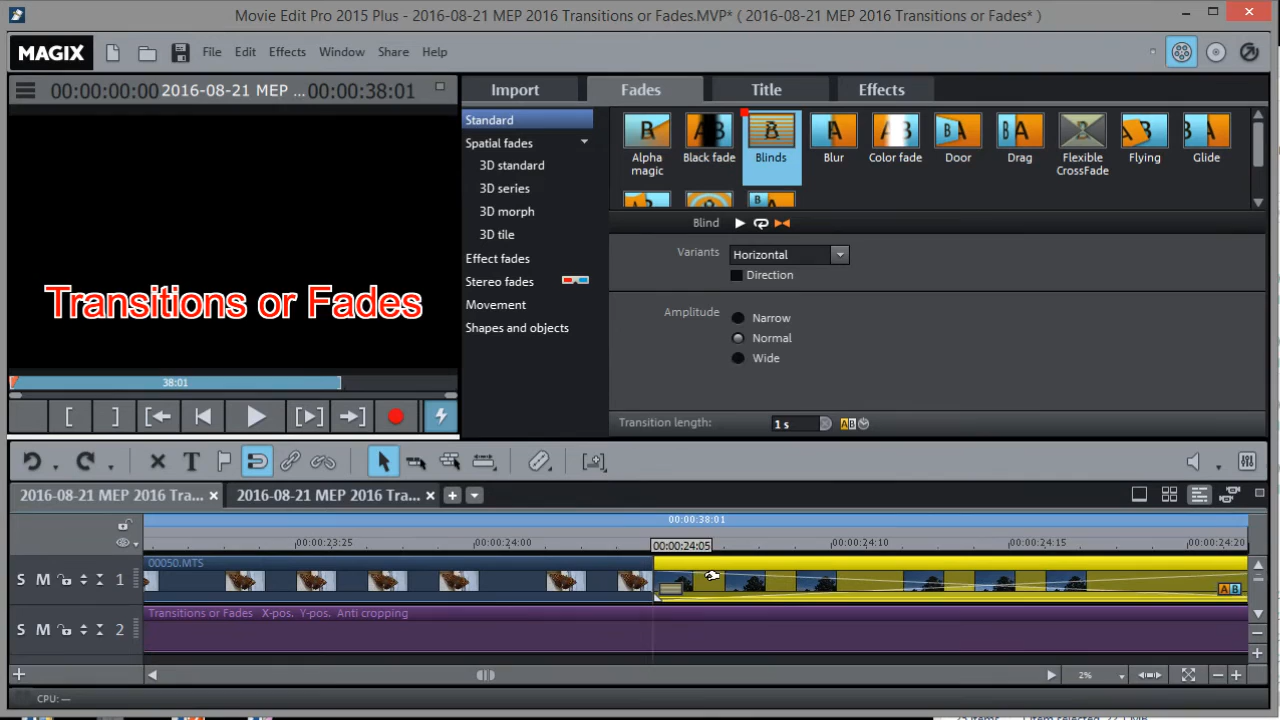 Movie Edit Pro 2015 Plus - 2016-08-21 MEP 2016 Transitions or Fades.MVP* ( 2016-08-21 MEP 2016 Transitions or Fades* )
MAGIX File Edit Effects Window Share Help
00:00:00:00 2016-08-21 MEP ... 00:00:38:01
Import Fades Title Effects
Standard
Spatial fades
3D standard
3D series
3D morph
3D tile
Effect fades
Stereo fades
Movement
Shapes and objects
Alpha magic
Black fade
Blinds
Blur
Color fade
Door
Drag
Flexible CrossFade
Flying
Glide
Blind
Variants Horizontal
Direction
Amplitude Narrow
Normal
Wide
Transition length: 1 s
Transitions or Fades
38:01
2016-08-21 MEP 2016 Tra... 2016-08-21 MEP 2016 Tra...
00:00:38:01
00:00:23:25 00:00:24:00 00:00:24:05 00:00:24:10 00:00:24:15 00:00:24:20
00050.MTS
S M 1
Transitions or Fades X-pos. Y-pos. Anti cropping
S M 2
2%
CPU: —